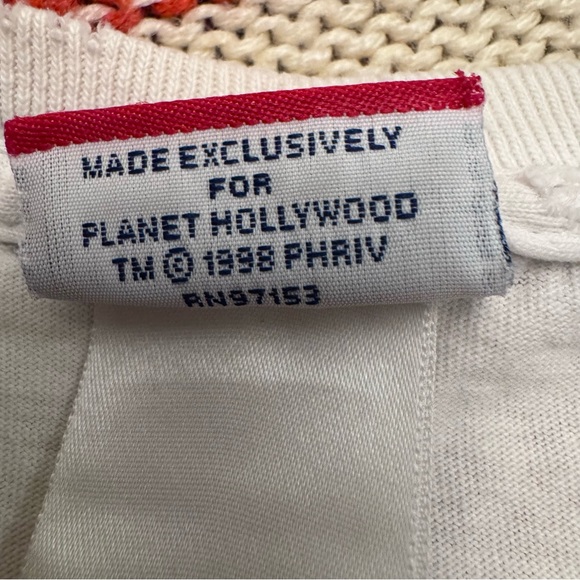 MADE EXCLUSIVELY
FOR
PLANET HOLLYWOOD
TM © 1998 PHRIV
RN97153